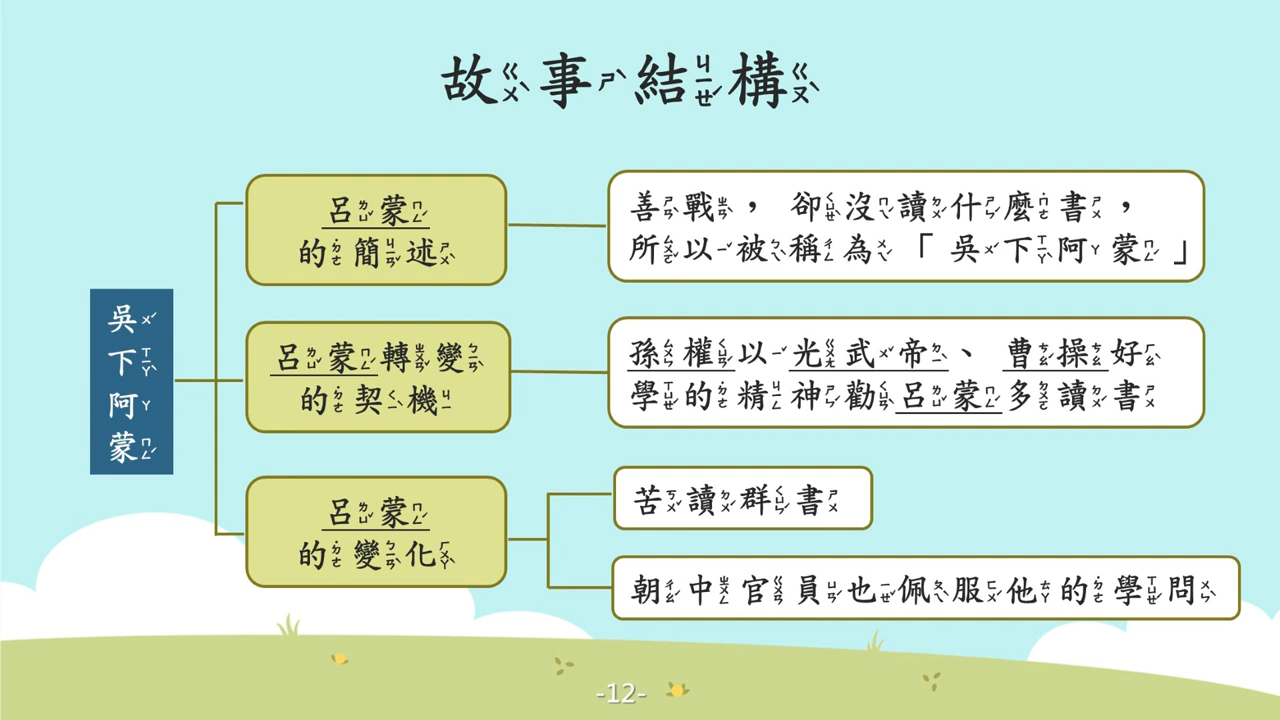 故事結構
吳下阿蒙
呂蒙
的簡述
善戰，卻沒讀什麼書，
所以被稱為「吳下阿蒙」
呂蒙轉變
的契機
孫權以光武帝、曹操好
學的精神勸呂蒙多讀書
呂蒙
的變化
苦讀群書
朝中官員也佩服他的學問
-12-